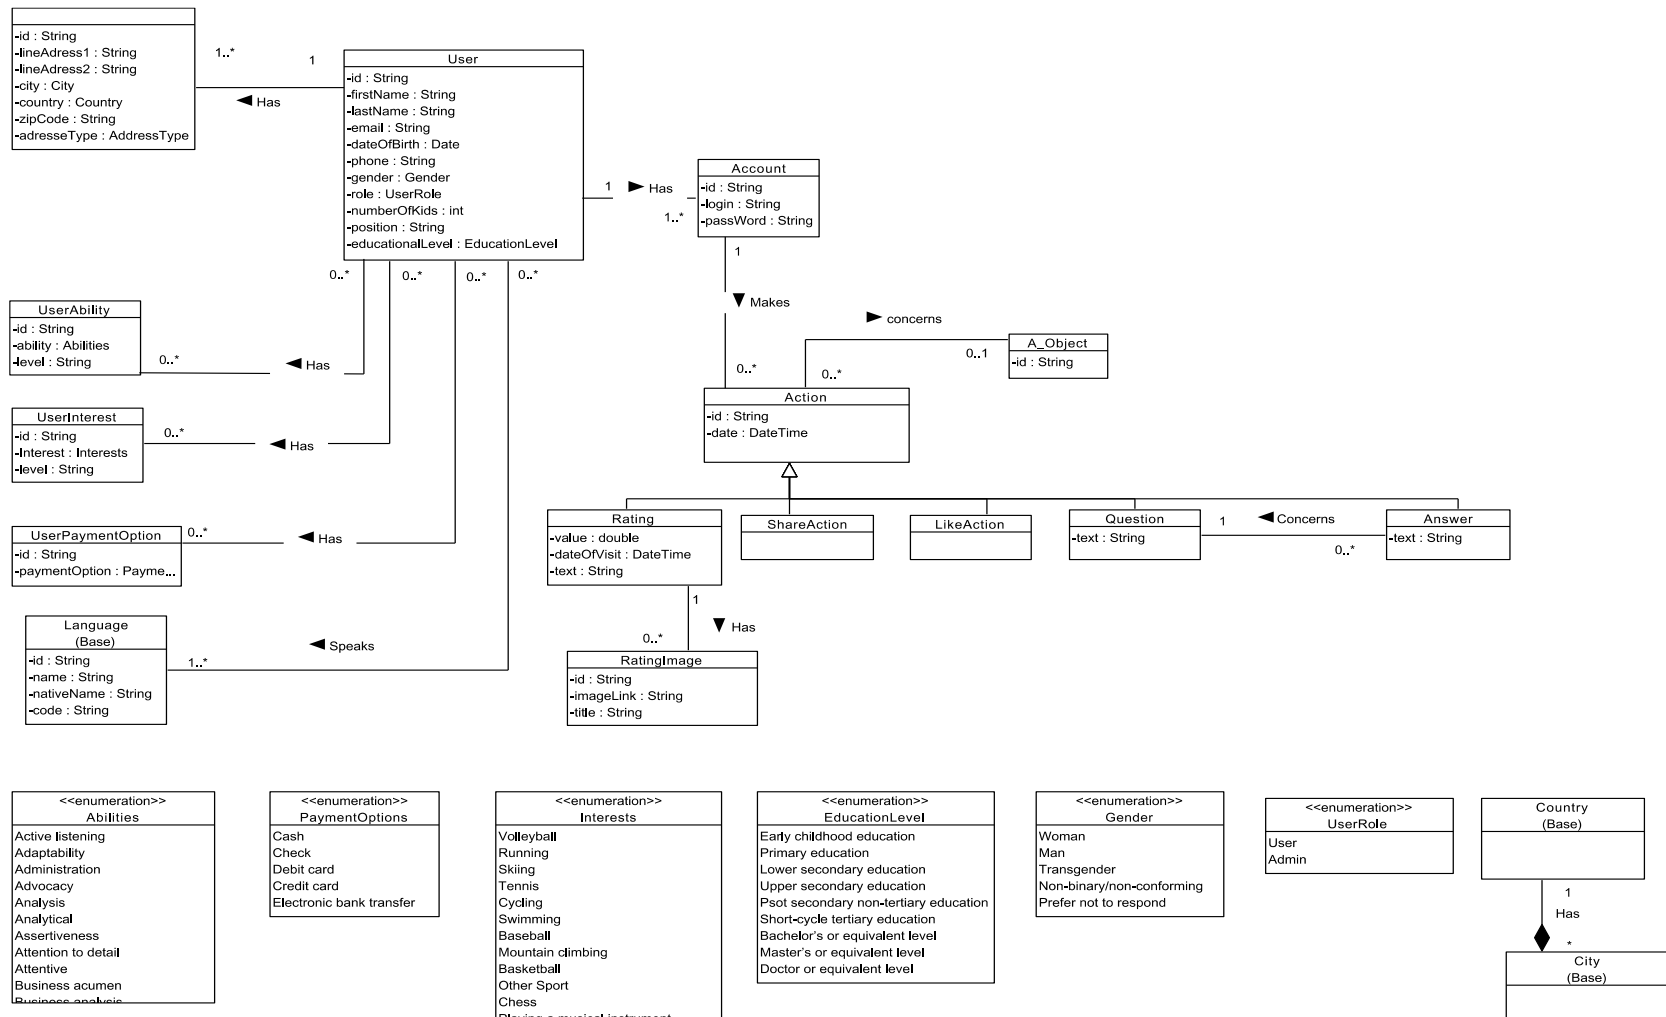 -id : String
-lineAdress1 : String
-lineAdress2 : String
-city : City
-country : Country
-zipCode : String
-adresseType : AddressType
1..*
1
Has
User
-id : String
-firstName : String
-lastName : String
-email : String
-dateOfBirth : Date
-phone : String
-gender : Gender
-role : UserRole
-numberOfKids : int
-position : String
-educationalLevel : EducationLevel
1
Has
1..*
Account
-id : String
-login : String
-passWord : String
1
Makes
0..*
concerns
0..1
0..*
A_Object
-id : String
Action
-id : String
-date : DateTime
0..*
0..*
0..*
0..*
UserAbility
-id : String
-ability : Abilities
-level : String
0..*
Has
UserInterest
-id : String
-Interest : Interests
-level : String
0..*
Has
UserPaymentOption
-id : String
-paymentOption : Payme...
0..*
Has
Language
(Base)
-id : String
-name : String
-nativeName : String
-code : String
Speaks
1..*
Rating
-value : double
-dateOfVisit : DateTime
-text : String
ShareAction
LikeAction
Question
-text : String
1
Concerns
0..*
Answer
-text : String
1
Has
0..*
RatingImage
-id : String
-imageLink : String
-title : String
<<enumeration>>
Abilities
Active listening
Adaptability
Administration
Advocacy
Analysis
Analytical
Assertiveness
Attention to detail
Attentive
Business acumen
Business analysis
<<enumeration>>
PaymentOptions
Cash
Check
Debit card
Credit card
Electronic bank transfer
<<enumeration>>
Interests
Volleyball
Running
Skiing
Tennis
Cycling
Swimming
Baseball
Mountain climbing
Basketball
Other Sport
Chess
Playing a musical instrument
<<enumeration>>
EducationLevel
Early childhood education
Primary education
Lower secondary education
Upper secondary education
Psot secondary non-tertiary education
Short-cycle tertiary education
Bachelor's or equivalent level
Master's or equivalent level
Doctor or equivalent level
<<enumeration>>
Gender
Woman
Man
Transgender
Non-binary/non-conforming
Prefer not to respond
<<enumeration>>
UserRole
User
Admin
Country
(Base)
1
Has
*
City
(Base)